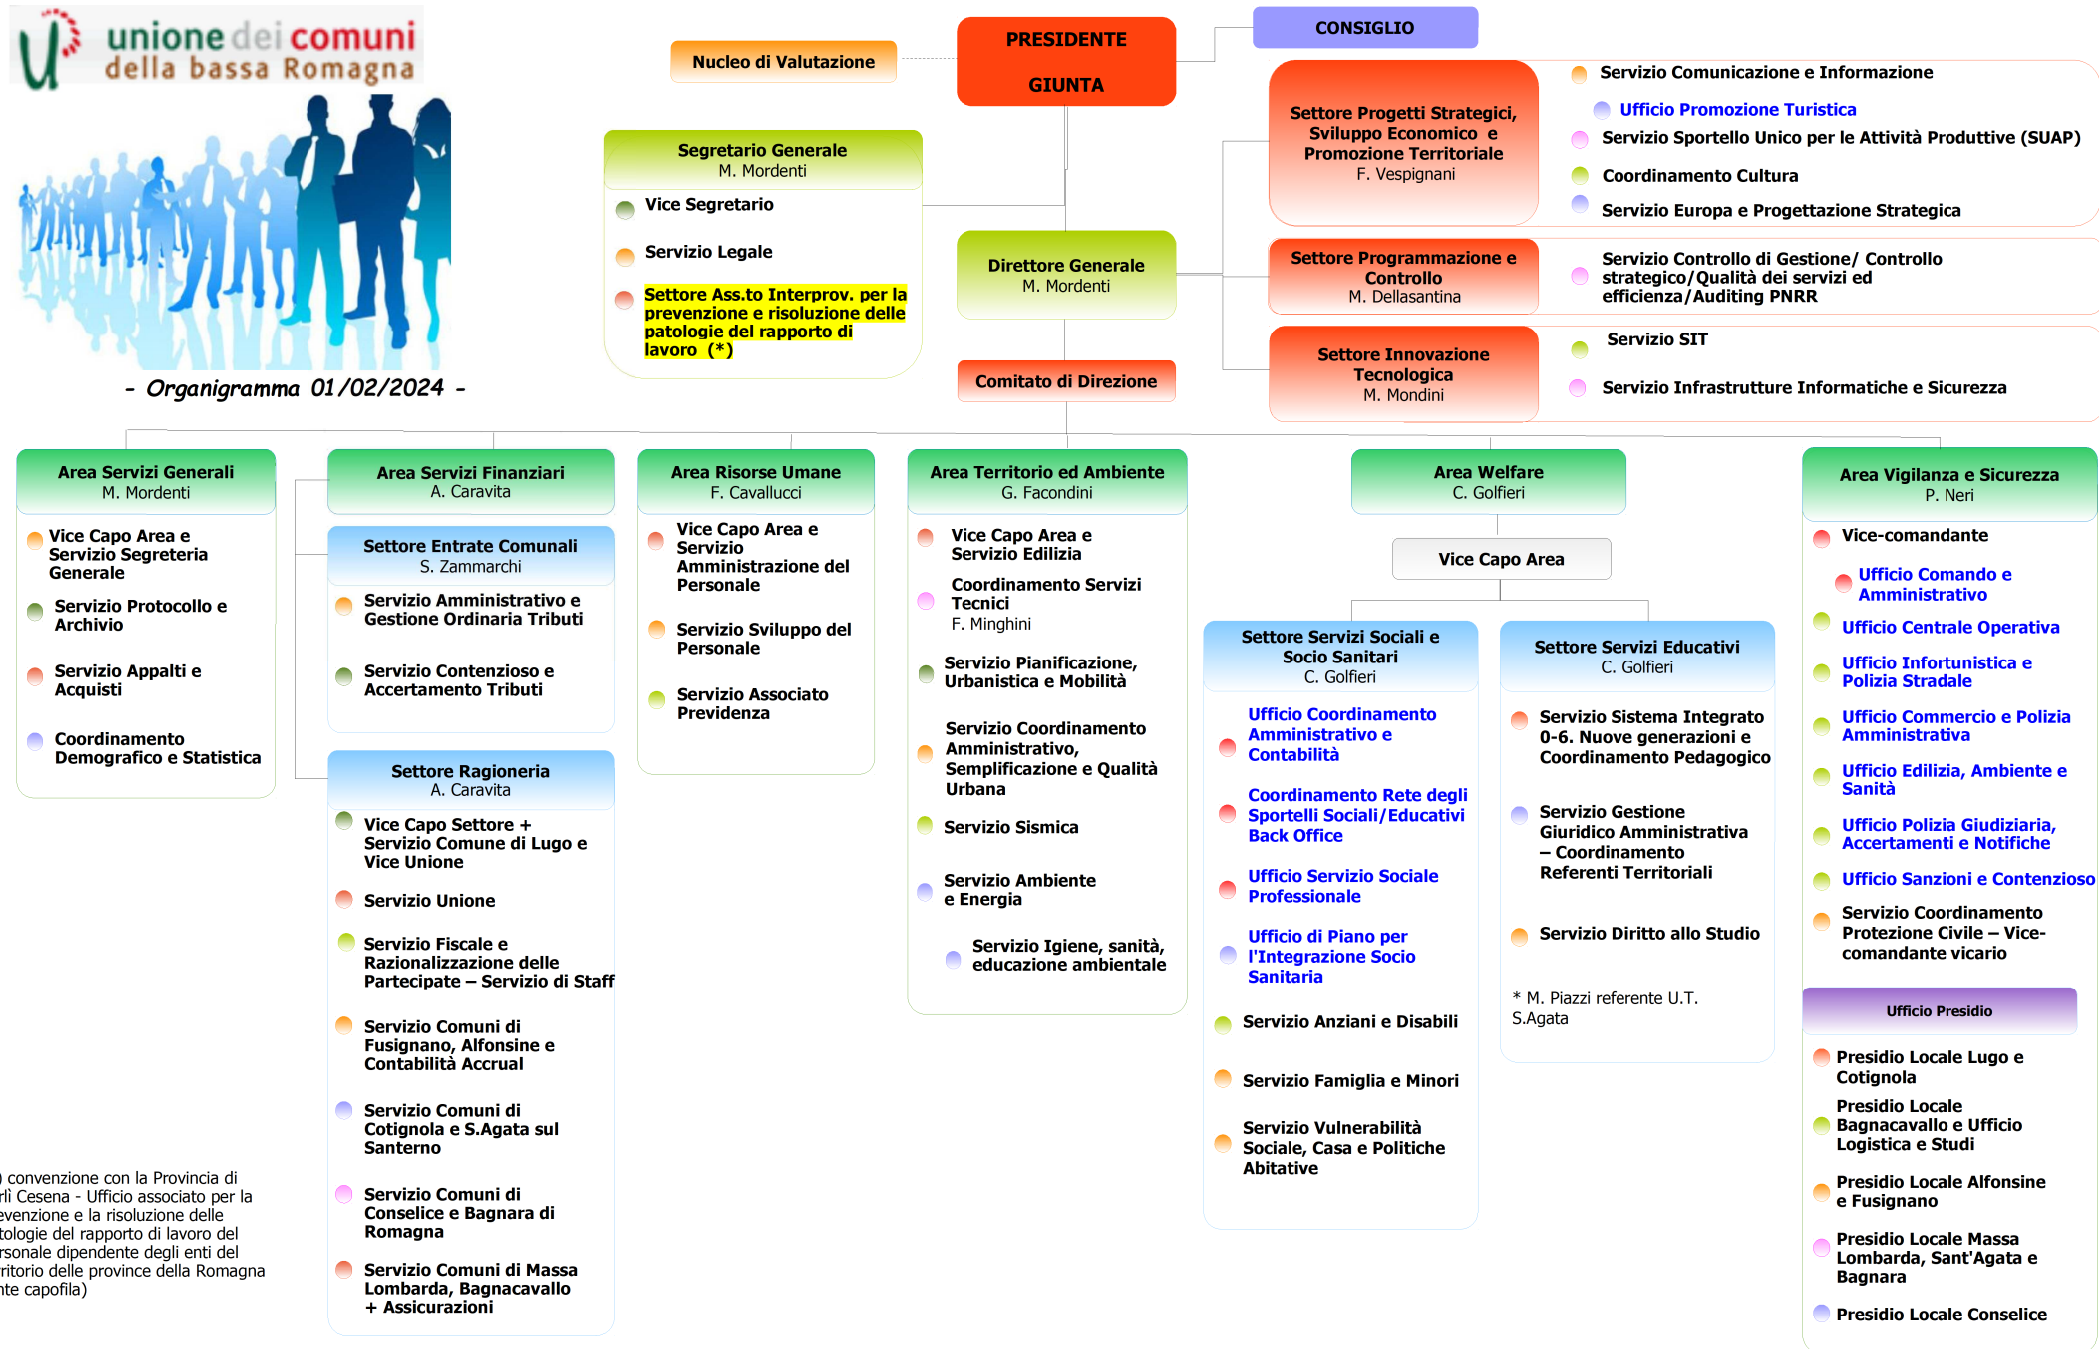 unione dei comuni
della bassa Romagna
- Organigramma 01/02/2024 -
Nucleo di Valutazione
PRESIDENTE
GIUNTA
CONSIGLIO
Segretario Generale
M. Mordenti
Vice Segretario
Servizio Legale
Settore Ass.to Interprov. per la
prevenzione e risoluzione delle
patologie del rapporto di
lavoro (*)
Direttore Generale
M. Mordenti
Comitato di Direzione
Settore Progetti Strategici,
Sviluppo Economico e
Promozione Territoriale
F. Vespignani
Servizio Comunicazione e Informazione
Ufficio Promozione Turistica
Servizio Sportello Unico per le Attività Produttive (SUAP)
Coordinamento Cultura
Servizio Europa e Progettazione Strategica
Settore Programmazione e
Controllo
M. Dellasantina
Servizio Controllo di Gestione/ Controllo
strategico/Qualità dei servizi ed
efficienza/Auditing PNRR
Settore Innovazione
Tecnologica
M. Mondini
Servizio SIT
Servizio Infrastrutture Informatiche e Sicurezza
Area Servizi Generali
M. Mordenti
Vice Capo Area e
Servizio Segreteria
Generale
Servizio Protocollo e
Archivio
Servizio Appalti e
Acquisti
Coordinamento
Demografico e Statistica
Area Servizi Finanziari
A. Caravita
Settore Entrate Comunali
S. Zammarchi
Servizio Amministrativo e
Gestione Ordinaria Tributi
Servizio Contenzioso e
Accertamento Tributi
Settore Ragioneria
A. Caravita
Vice Capo Settore +
Servizio Comune di Lugo e
Vice Unione
Servizio Unione
Servizio Fiscale e
Razionalizzazione delle
Partecipate – Servizio di Staff
Servizio Comuni di
Fusignano, Alfonsine e
Contabilità Accrual
Servizio Comuni di
Cotignola e S.Agata sul
Santerno
Servizio Comuni di
Conselice e Bagnara di
Romagna
Servizio Comuni di Massa
Lombarda, Bagnacavallo
+ Assicurazioni
Area Risorse Umane
F. Cavallucci
Vice Capo Area e
Servizio
Amministrazione del
Personale
Servizio Sviluppo del
Personale
Servizio Associato
Previdenza
Area Territorio ed Ambiente
G. Facondini
Vice Capo Area e
Servizio Edilizia
Coordinamento Servizi
Tecnici
F. Minghini
Servizio Pianificazione,
Urbanistica e Mobilità
Servizio Coordinamento
Amministrativo,
Semplificazione e Qualità
Urbana
Servizio Sismica
Servizio Ambiente
e Energia
Servizio Igiene, sanità,
educazione ambientale
Area Welfare
C. Golfieri
Vice Capo Area
Settore Servizi Sociali e
Socio Sanitari
C. Golfieri
Ufficio Coordinamento
Amministrativo e
Contabilità
Coordinamento Rete degli
Sportelli Sociali/Educativi
Back Office
Ufficio Servizio Sociale
Professionale
Ufficio di Piano per
l'Integrazione Socio
Sanitaria
Servizio Anziani e Disabili
Servizio Famiglia e Minori
Servizio Vulnerabilità
Sociale, Casa e Politiche
Abitative
Settore Servizi Educativi
C. Golfieri
Servizio Sistema Integrato
0-6. Nuove generazioni e
Coordinamento Pedagogico
Servizio Gestione
Giuridico Amministrativa
– Coordinamento
Referenti Territoriali
Servizio Diritto allo Studio
* M. Piazzi referente U.T.
S.Agata
Area Vigilanza e Sicurezza
P. Neri
Vice-comandante
Ufficio Comando e
Amministrativo
Ufficio Centrale Operativa
Ufficio Infortunistica e
Polizia Stradale
Ufficio Commercio e Polizia
Amministrativa
Ufficio Edilizia, Ambiente e
Sanità
Ufficio Polizia Giudiziaria,
Accertamenti e Notifiche
Ufficio Sanzioni e Contenzioso
Servizio Coordinamento
Protezione Civile – Vice-
comandante vicario
Ufficio Presidio
Presidio Locale Lugo e
Cotignola
Presidio Locale
Bagnacavallo e Ufficio
Logistica e Studi
Presidio Locale Alfonsine
e Fusignano
Presidio Locale Massa
Lombarda, Sant'Agata e
Bagnara
Presidio Locale Conselice
) convenzione con la Provincia di
rlì Cesena - Ufficio associato per la
evenzione e la risoluzione delle
tologie del rapporto di lavoro del
rsonale dipendente degli enti del
rritorio delle province della Romagna
nte capofila)